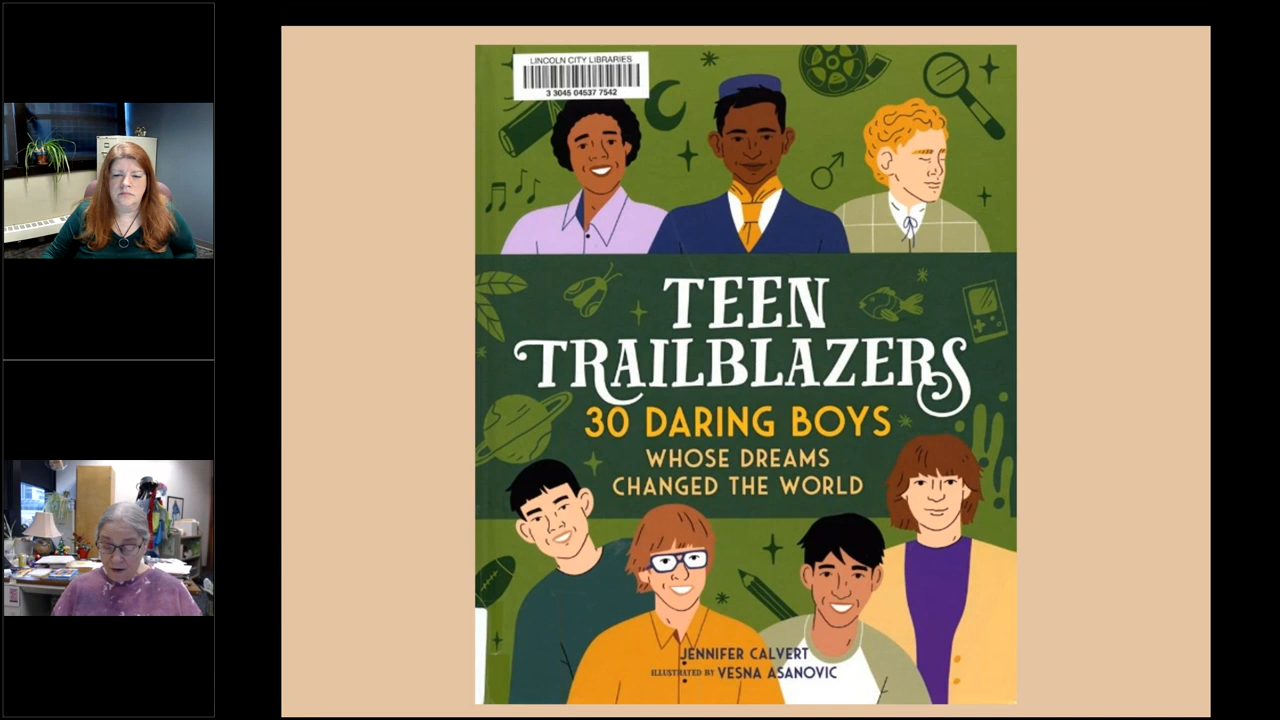 LINCOLN CITY LIBRARIES
3 3045 04537 7542
TEEN
TRAILBLAZERS
30 DARING BOYS
WHOSE DREAMS
CHANGED THE WORLD
JENNIFER CALVERT
ILLUSTRATED BY VESNA ASANOVIC